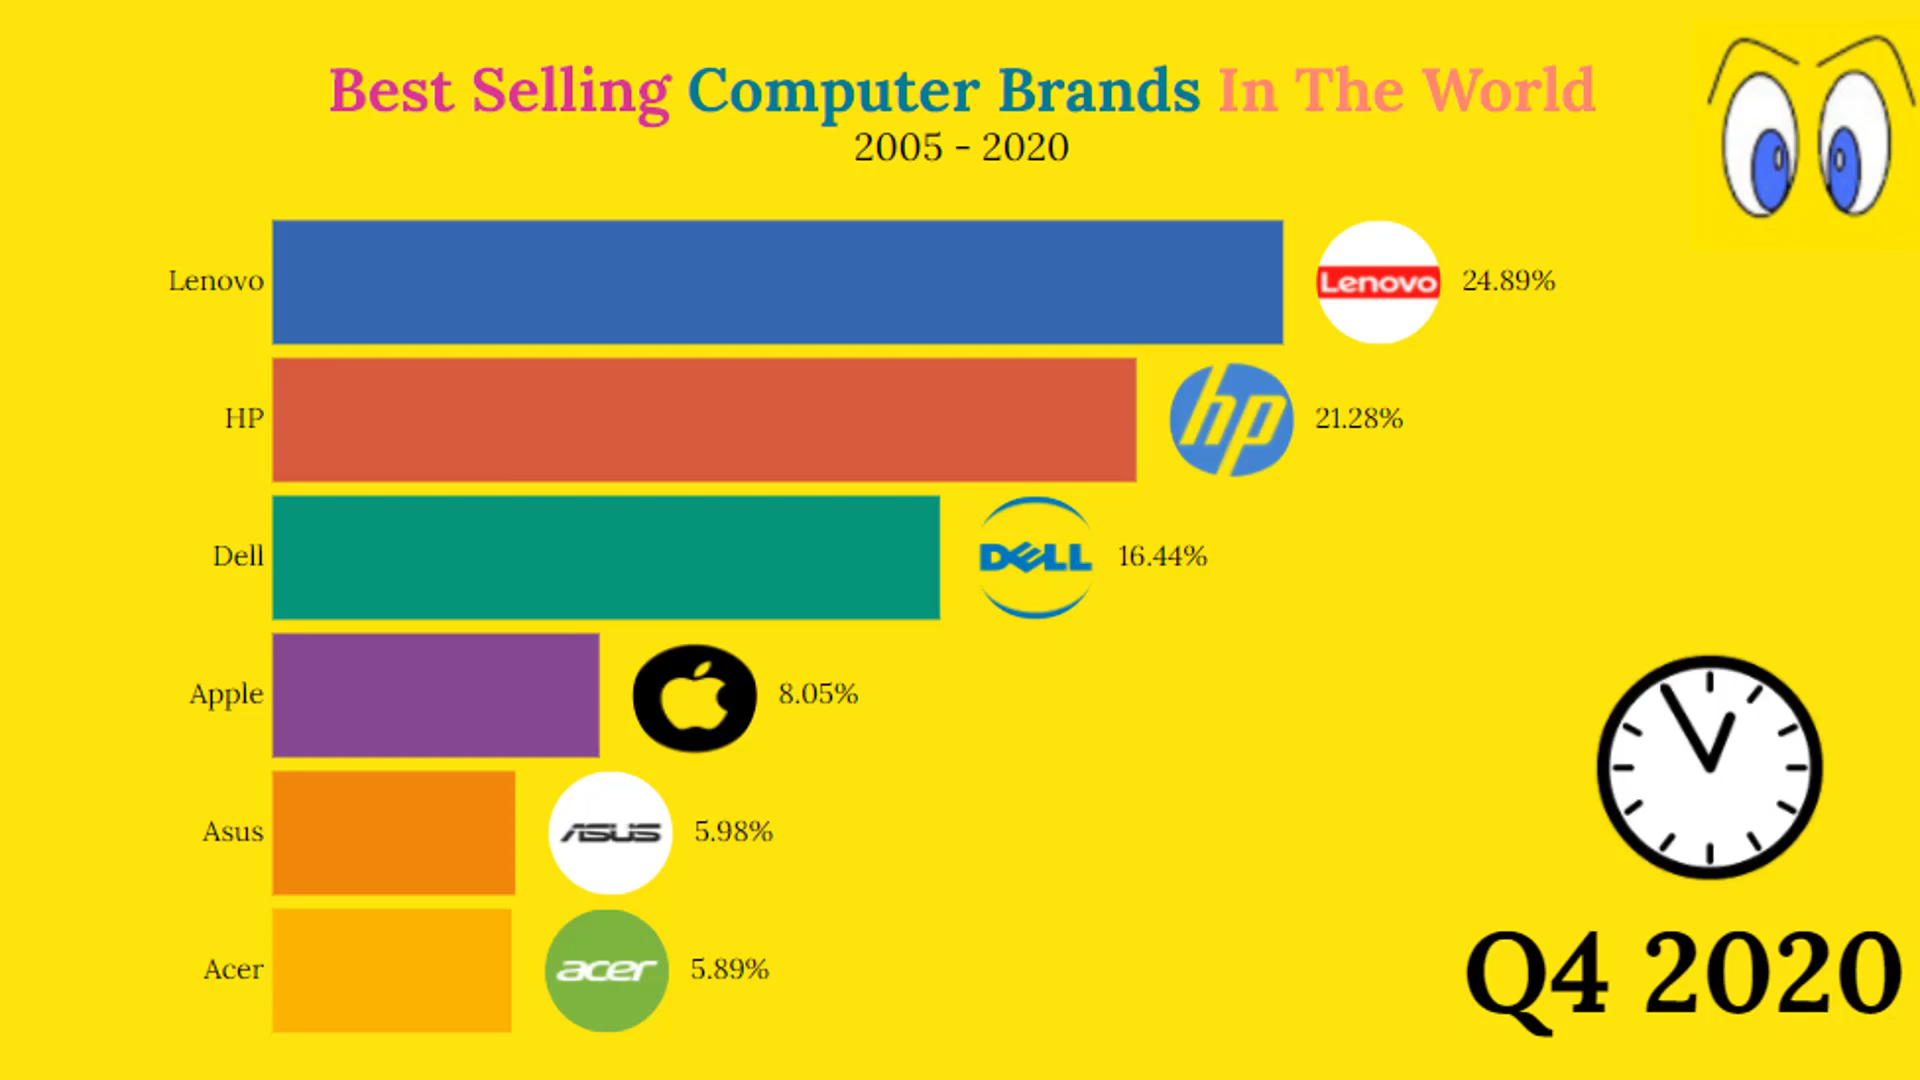 Best Selling Computer Brands In The World
2005 - 2020
Lenovo Lenovo 24.89%
HP hp 21.28%
Dell DELL 16.44%
Apple 8.05%
Asus ASUS 5.98%
Acer acer 5.89%
Q4 2020